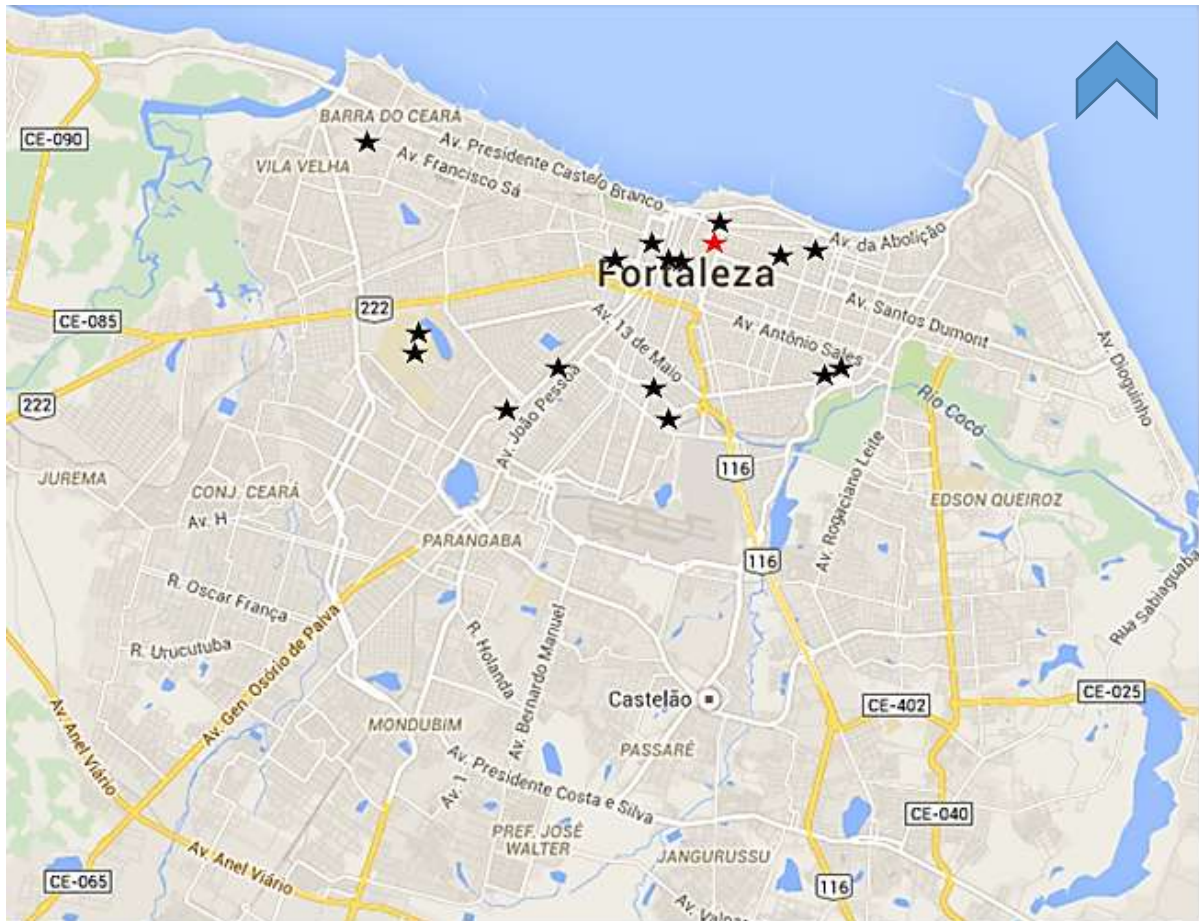 BARRA DO CEARÁ
CE-090
Av. Presidente Castelo Branco
VILA VELHA
Av. Francisco Sá
Av. da Abolição
Fortaleza
222
CE-085
Av. Santos Dumont
Av. 13 de Maio
Av. Antônio Sales
Av. Dioguinho
222
Av. João Pessoa
Rio Cocó
JUREMA
CONJ. CEARÁ
116
Av. Rogaciano Leite
EDSON QUEIROZ
Av. H
PARANGABA
116
R. Oscar França
Rua Sabiaguaba
R. Urucutuba
Av. Gen. Osório de Paiva
R. Holanda
Av. Bernardo Manuel
Castelão
CE-025
CE-402
Av. Anel Viário
MONDUBIM
PASSARÉ
Av. 1
Av. Presidente Costa e Silva
CE-040
PREF. JOSÉ
WALTER
JANGURUSSU
Av. Anel Viário
CE-065
116